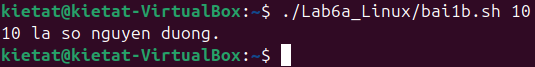 kietat@kietat-VirtualBox:~$ ./Lab6a_Linux/bai1b.sh 10
10 la so nguyen duong.
kietat@kietat-VirtualBox:~$